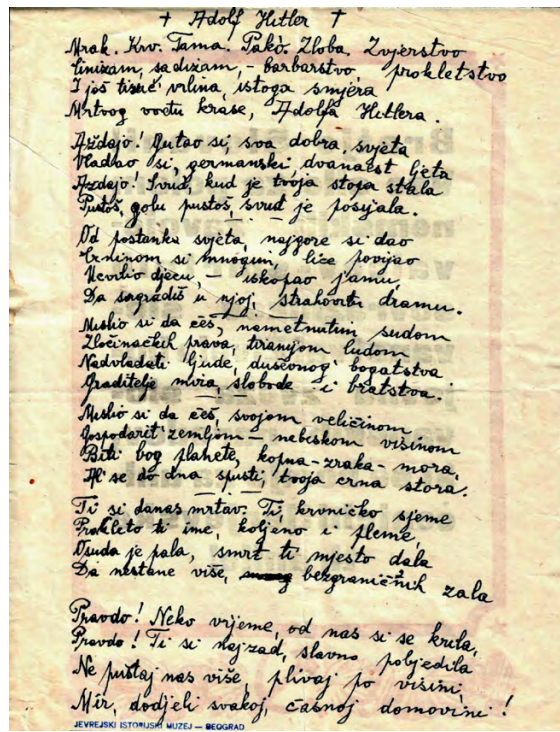 † Adolf Hitler †
Mrak. Krv. Tama. Pakò. Zloba. Zvjerstvo
Cinizam, sadizam, - barbarstvo prokletstvo
I još tisuć vrlina, istoga smjera
Mrtvog vođu krase, Adolfa Hitlera.
Aždajo! Gutao si, sva dobra svjeta
Vladao si, germanski dvanaest ljeta
Aždajo! Svud, kud je tvoja stopa stala
Pustoš, golu pustoš, svud je posijala.
Od postanka svjeta, najgore si dao
Crninom si mnogim, lice povijao
Ucvilio djecu, - iskopao jamu,
Da sagradiš u njoj, strahovitu dramu.
Mislio si da ćeš, nametnutim sudom
Zločinačkih prava, tiranijom ludom
Nadvladati ljude, duševnog bogatstva
Graditelje mira, slobode i bratstva.
Mislio si da ćeš, svojom veličinom
Gospodarit zemljom - nebeskom visinom
Biti bog planete, kopna-zraka-mora,
Al' se do dna spusti, tvoja crna stora.
Ti si danas mrtav. Ti, krvničko sjeme
Prokleto ti ime, koljeno i pleme,
Osuda je pala, smrt ti mjesto dala
Da nestane više, bezgraničnih zala
Pravdo! Neko vrijeme, od nas si se krila,
Pravdo! Ti si najzad, slavno pobjedila
Ne puštaj nas više, plivaj po visini,
Mir, dodjeli svakoj, časnoj domovini!
JEVREJSKI ISTORIJSKI MUZEJ — BEOGRAD